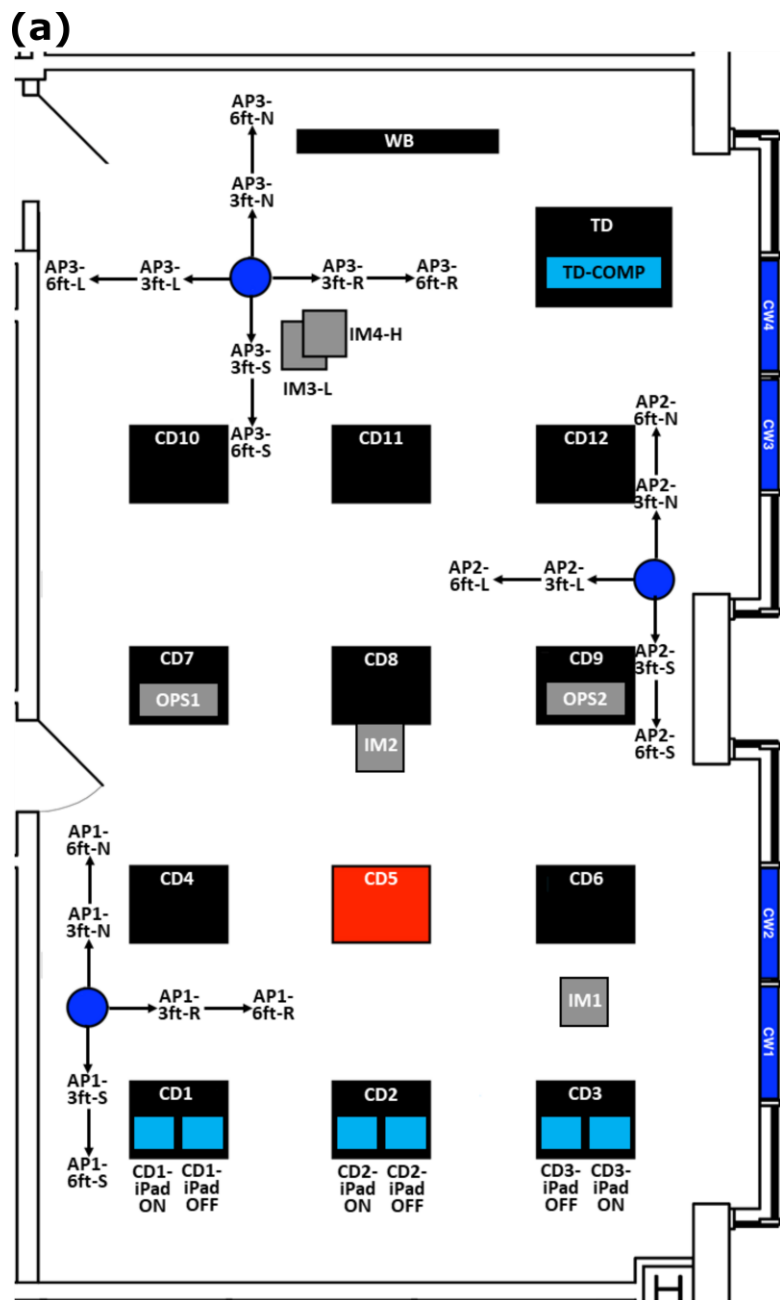 (a)
AP3-
6ft-N
WB
AP3-
3ft-N
TD
TD-COMP
AP3-
6ft-L
AP3-
3ft-L
AP3-
3ft-R
AP3-
6ft-R
CW4
IM4-H
AP3-
3ft-S
IM3-L
AP2-
6ft-N
CW3
CD10
AP3-
6ft-S
CD11
CD12
AP2-
3ft-N
AP2-
6ft-L
AP2-
3ft-L
CD7
CD8
CD9
AP2-
3ft-S
OPS1
OPS2
IM2
AP2-
6ft-S
AP1-
6ft-N
CD4
CD5
CD6
CW2
AP1-
3ft-N
AP1-
3ft-R
AP1-
6ft-R
IM1
CW1
AP1-
3ft-S
CD1
CD2
CD3
AP1-
6ft-S
CD1-
iPad
ON
CD1-
iPad
OFF
CD2-
iPad
ON
CD2-
iPad
OFF
CD3-
iPad
OFF
CD3-
iPad
ON